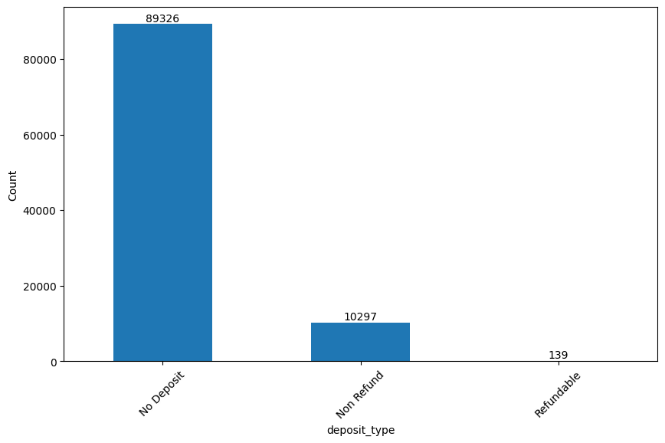 89326
80000
60000
40000
20000
0
Count
10297
139
No Deposit
Non Refund
Refundable
deposit_type